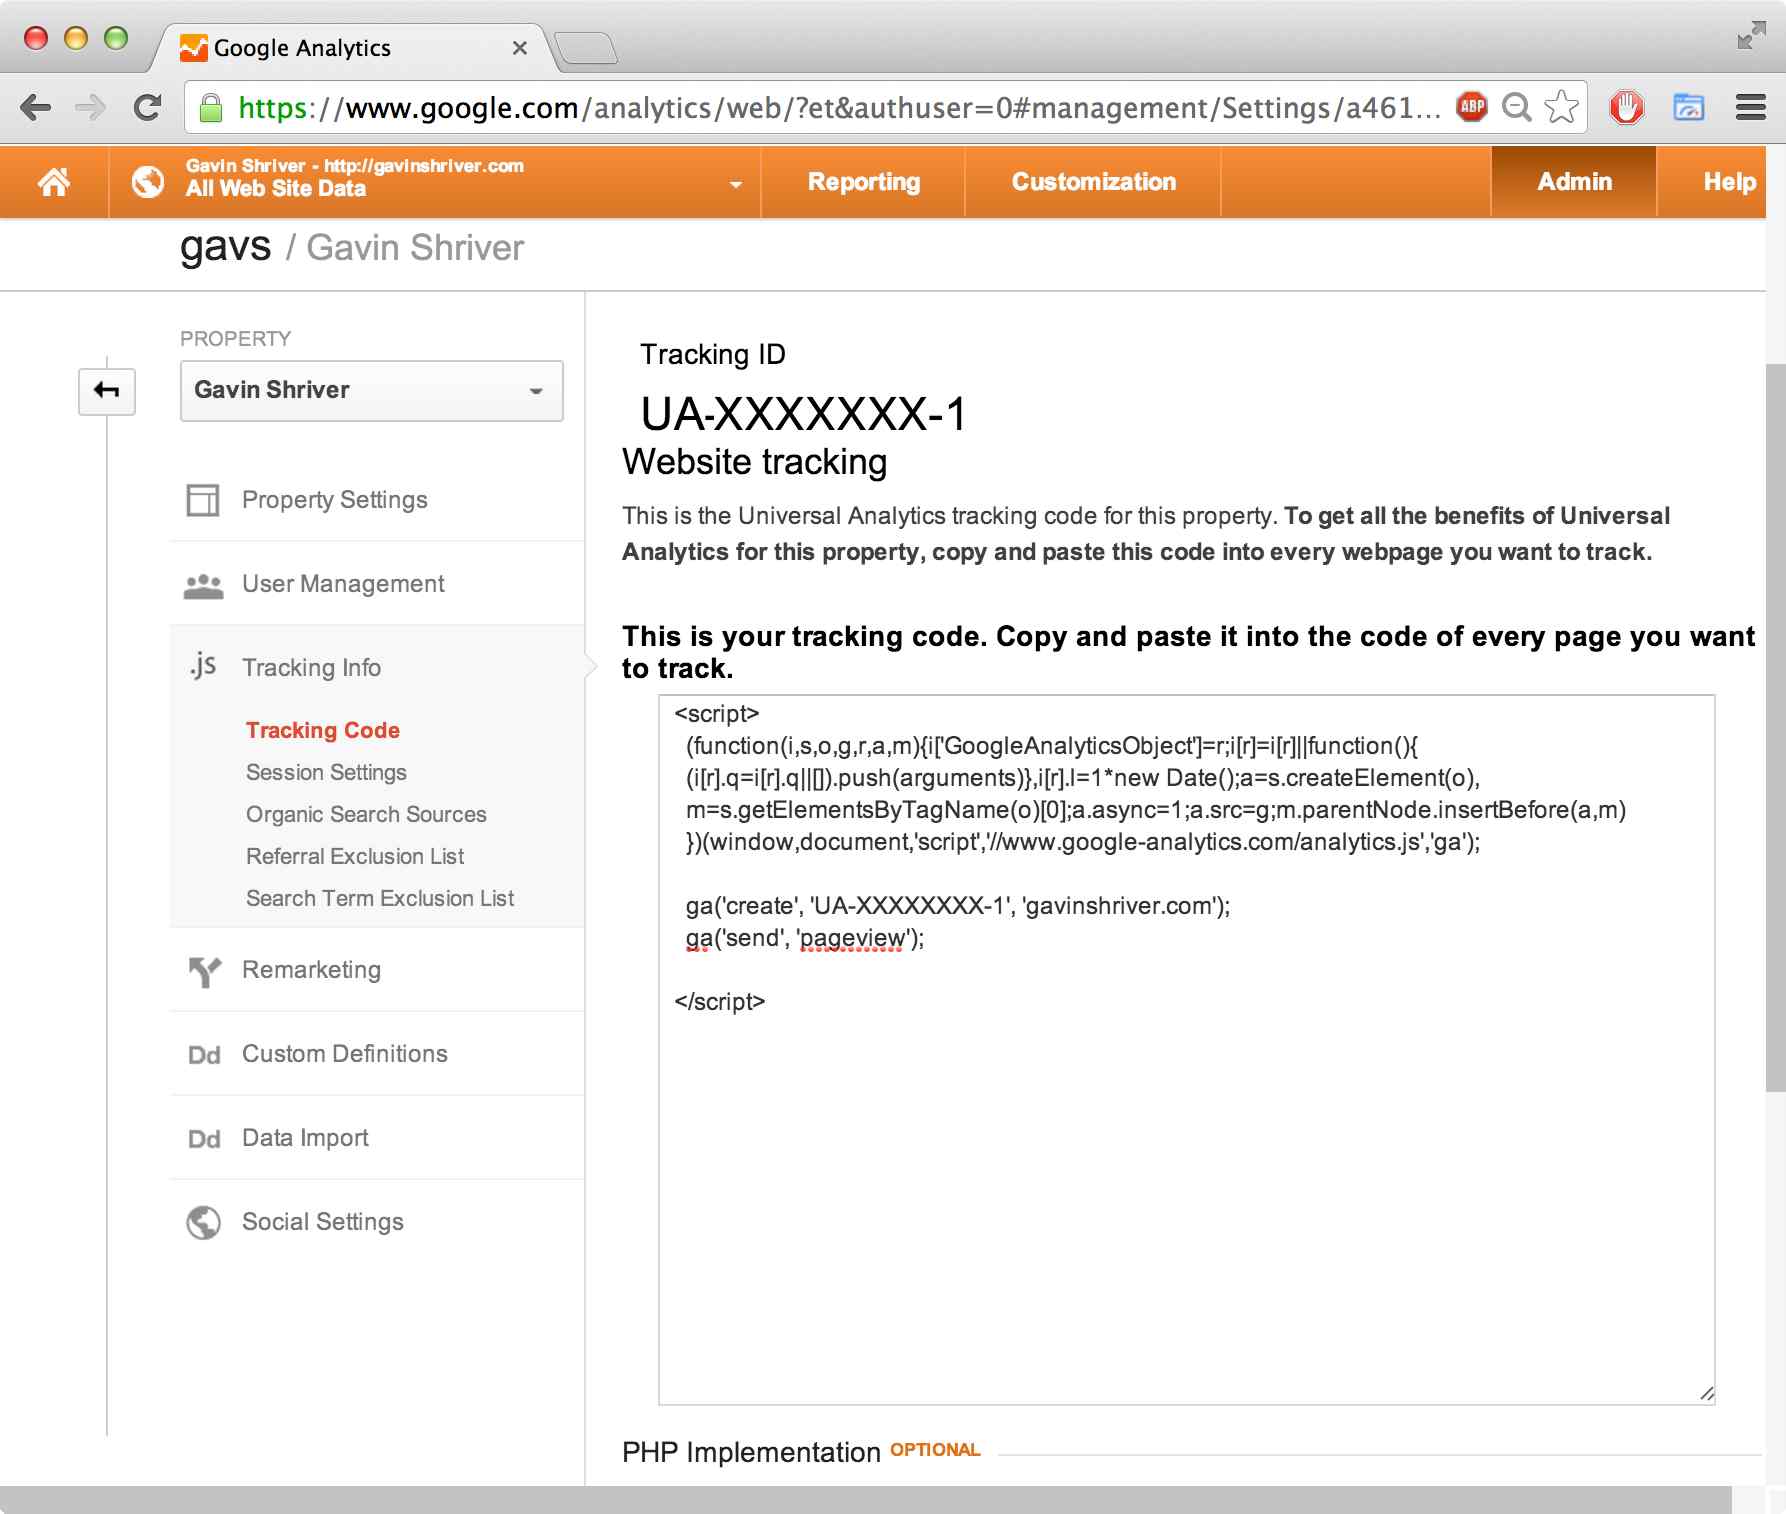 Google Analytics
https://www.google.com/analytics/web/?et&authuser=0#management/Settings/a461...
ABP
Gavin Shriver - http://gavinshriver.com
All Web Site Data
Reporting
Customization
Admin
Help
gavs / Gavin Shriver
PROPERTY
Gavin Shriver
Property Settings
User Management
.js Tracking Info
Tracking Code
Session Settings
Organic Search Sources
Referral Exclusion List
Search Term Exclusion List
Remarketing
Dd Custom Definitions
Dd Data Import
Social Settings
Tracking ID
UA-XXXXXXX-1
Website tracking
This is the Universal Analytics tracking code for this property. To get all the benefits of Universal
Analytics for this property, copy and paste this code into every webpage you want to track.
This is your tracking code. Copy and paste it into the code of every page you want
to track.
<script>
(function(i,s,o,g,r,a,m){i['GoogleAnalyticsObject']=r;i[r]=i[r]||function(){
(i[r].q=i[r].q||[]).push(arguments)},i[r].l=1*new Date();a=s.createElement(o),
m=s.getElementsByTagName(o)[0];a.async=1;a.src=g;m.parentNode.insertBefore(a,m)
})(window,document,'script','//www.google-analytics.com/analytics.js','ga');
ga('create', 'UA-XXXXXXXX-1', 'gavinshriver.com');
ga('send', 'pageview');
</script>
PHP Implementation OPTIONAL